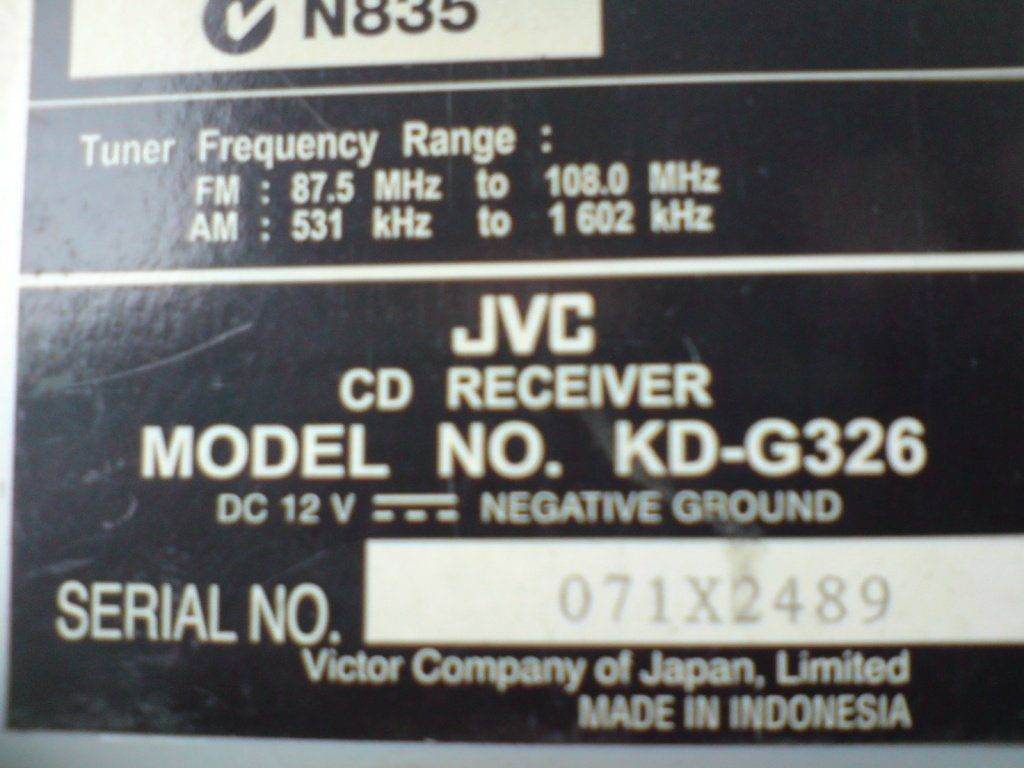 N835
Tuner Frequency Range :
FM : 87.5 MHz to 108.0 MHz
AM : 531 kHz to 1 602 kHz
JVC
CD RECEIVER
MODEL NO. KD-G326
DC 12 V NEGATIVE GROUND
SERIAL NO. 071X2489
Victor Company of Japan, Limited
MADE IN INDONESIA